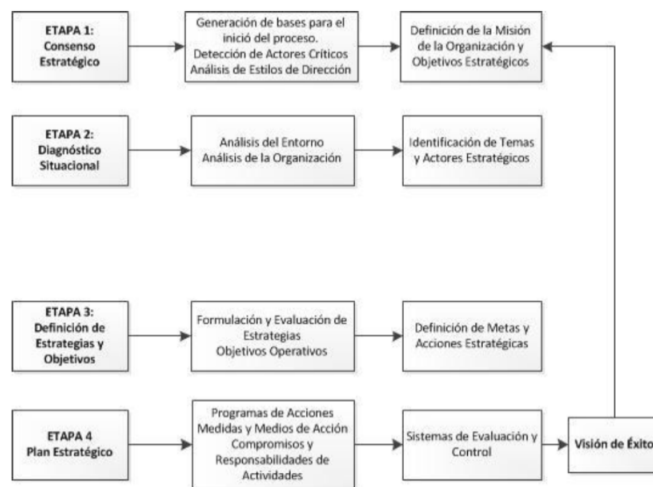 ETAPA 1:
Consenso
Estratégico
Generación de bases para el
inició del proceso.
Detección de Actores Críticos
Análisis de Estilos de Dirección
Definición de la Misión
de la Organización y
Objetivos Estratégicos
ETAPA 2:
Diagnóstico
Situacional
Análisis del Entorno
Análisis de la Organización
Identificación de Temas
y Actores Estratégicos
ETAPA 3:
Definición de
Estrategias y
Objetivos
Formulación y Evaluación de
Estrategias
Objetivos Operativos
Definición de Metas y
Acciones Estratégicas
ETAPA 4
Plan Estratégico
Programas de Acciones
Medidas y Medios de Acción
Compromisos y
Responsabilidades de
Actividades
Sistemas de Evaluación y
Control
Visión de Éxito